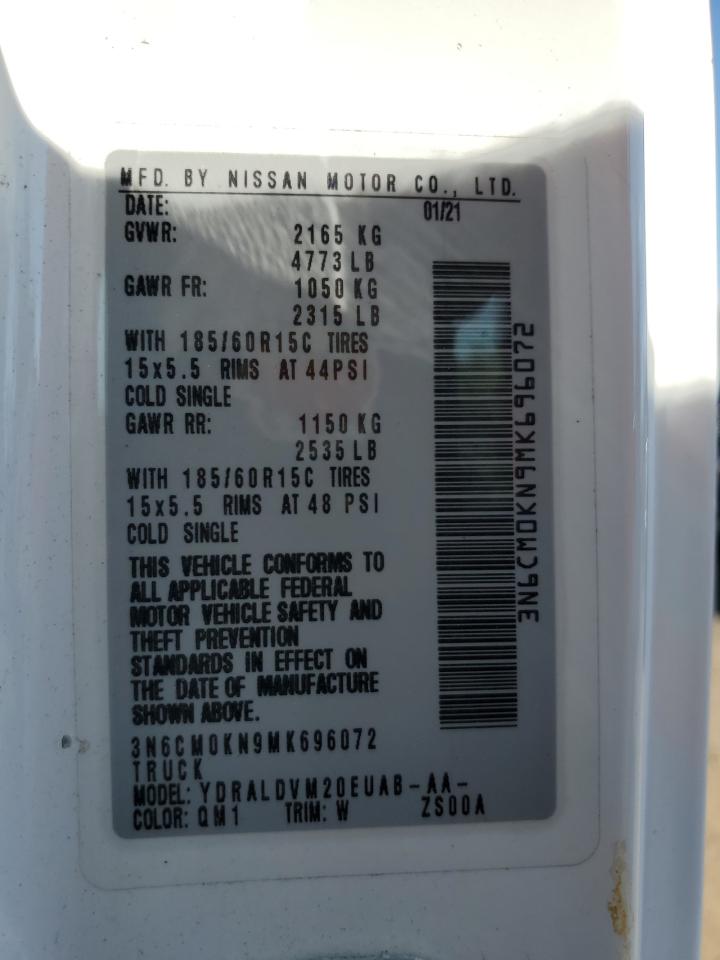 MFD. BY NISSAN MOTOR CO., LTD.
DATE: 01/21
GVWR: 2165 KG
4773 LB
GAWR FR: 1050 KG
2315 LB
WITH 185/60R15C TIRES
15x5.5 RIMS AT 44PSI
COLD SINGLE
GAWR RR: 1150 KG
2535 LB
WITH 185/60R15C TIRES
15x5.5 RIMS AT 48 PSI
COLD SINGLE
THIS VEHICLE CONFORMS TO
ALL APPLICABLE FEDERAL
MOTOR VEHICLE SAFETY AND
THEFT PREVENTION
STANDARDS IN EFFECT ON
THE DATE OF MANUFACTURE
SHOWN ABOVE.
3N6CM0KN9MK696072
TRUCK
MODEL: YDRALDVM20EUAB-AA-
COLOR: QM1 TRIM: W ZS00A
3N6CM0KN9MK696072